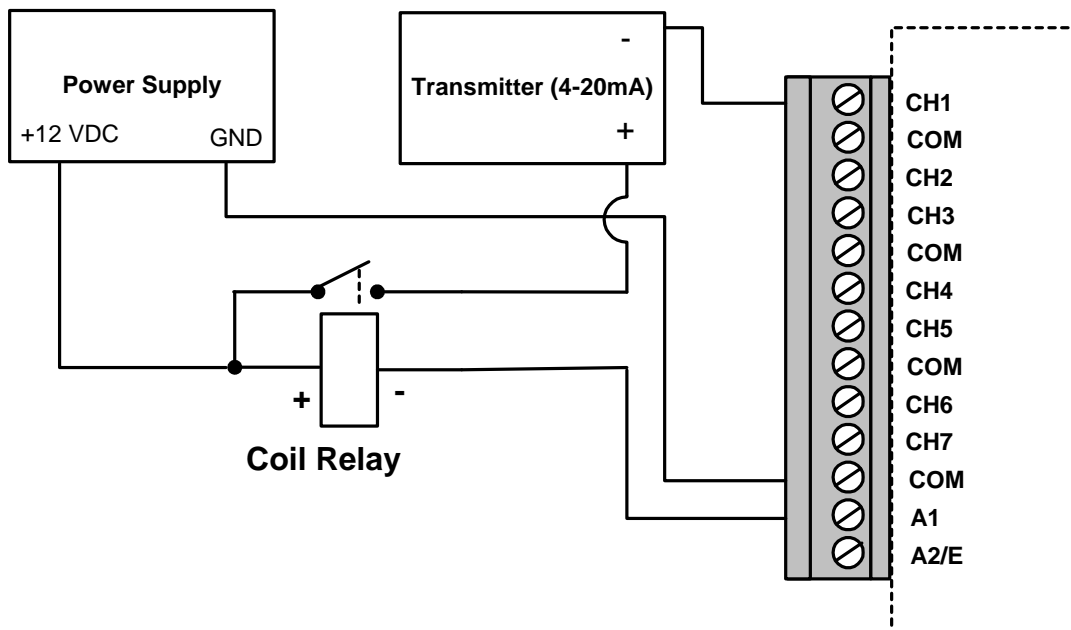 Power Supply
+12 VDC
GND
-
Transmitter (4-20mA)
+
+
-
Coil Relay
CH1
COM
CH2
CH3
COM
CH4
CH5
COM
CH6
CH7
COM
A1
A2/E